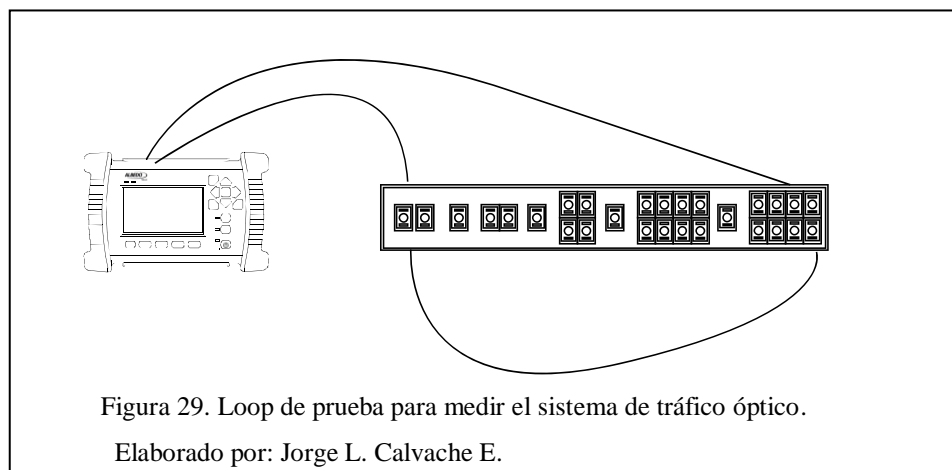 Figura 29. Loop de prueba para medir el sistema de tráfico óptico.
Elaborado por: Jorge L. Calvache E.